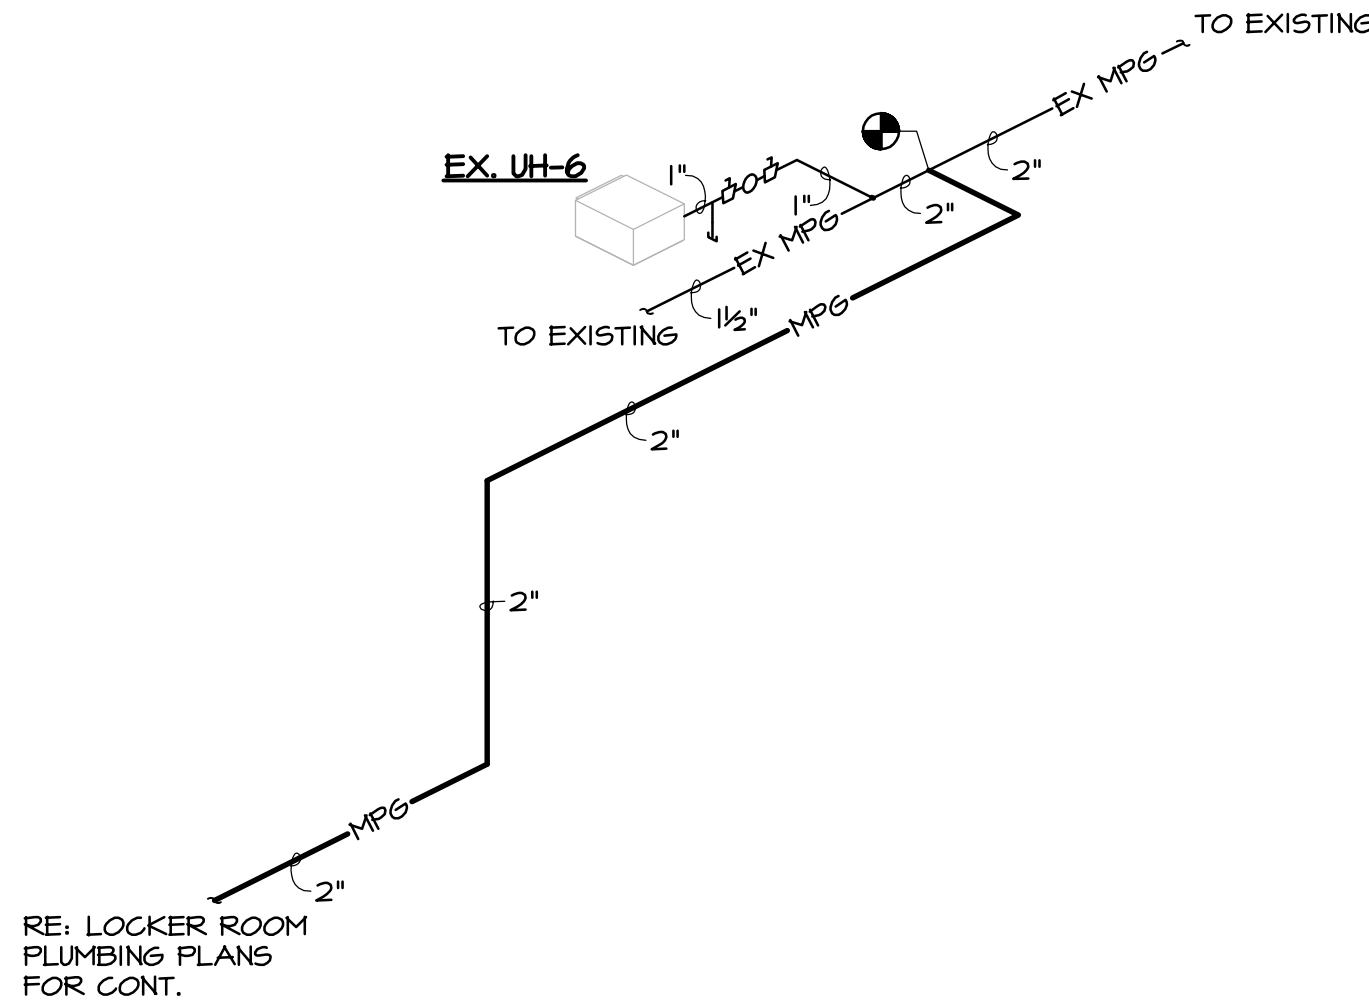 TO EXISTING
EX MPG
2"
EX. UH-6
1"
1"
2"
EX MPG
1½"
TO EXISTING
MPG
2"
2"
MPG
2"
RE: LOCKER ROOM
PLUMBING PLANS
FOR CONT.